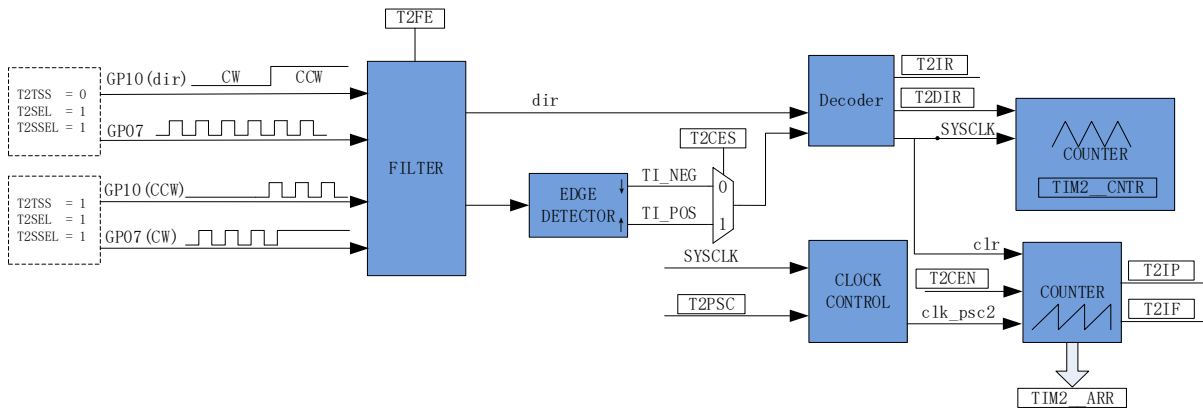 T2FE
T2TSS = 0
T2SEL = 1
T2SSEL = 1
GP10(dir)
CW
CCW
GP07
T2TSS = 1
T2SEL = 1
T2SSEL = 1
GP10(CCW)
GP07(CW)
FILTER
dir
EDGE
DETECTOR
TI_NEG
TI_POS
T2CES
0
1
Decoder
T2IR
T2DIR
SYSCLK
COUNTER
TIM2__CNTR
SYSCLK
T2PSC
CLOCK
CONTROL
clr
T2CEN
clk_psc2
COUNTER
T2IP
T2IF
TIM2__ARR